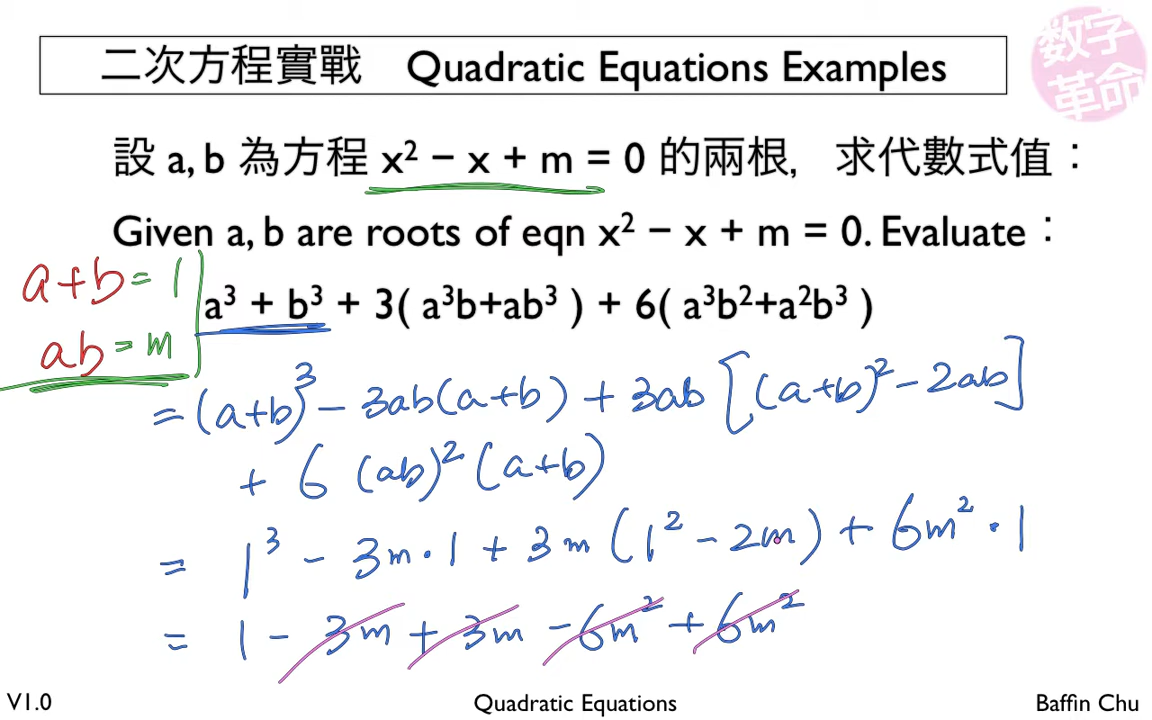 二次方程實戰 Quadratic Equations Examples
数字
革命
設 a, b 為方程 x² − x + m = 0 的兩根, 求代數式值：
Given a, b are roots of eqn x² − x + m = 0. Evaluate：
a+b = 1
ab = m
a³ + b³ + 3( a³b+ab³ ) + 6( a³b²+a²b³ )
= (a+b)³ − 3ab(a+b) + 3ab [(a+b)² − 2ab]
+ 6 (ab)² (a+b)
= 1³ − 3m · 1 + 3m (1² − 2m) + 6m² · 1
= 1 − 3m + 3m − 6m² + 6m²
V1.0 Quadratic Equations Baffin Chu